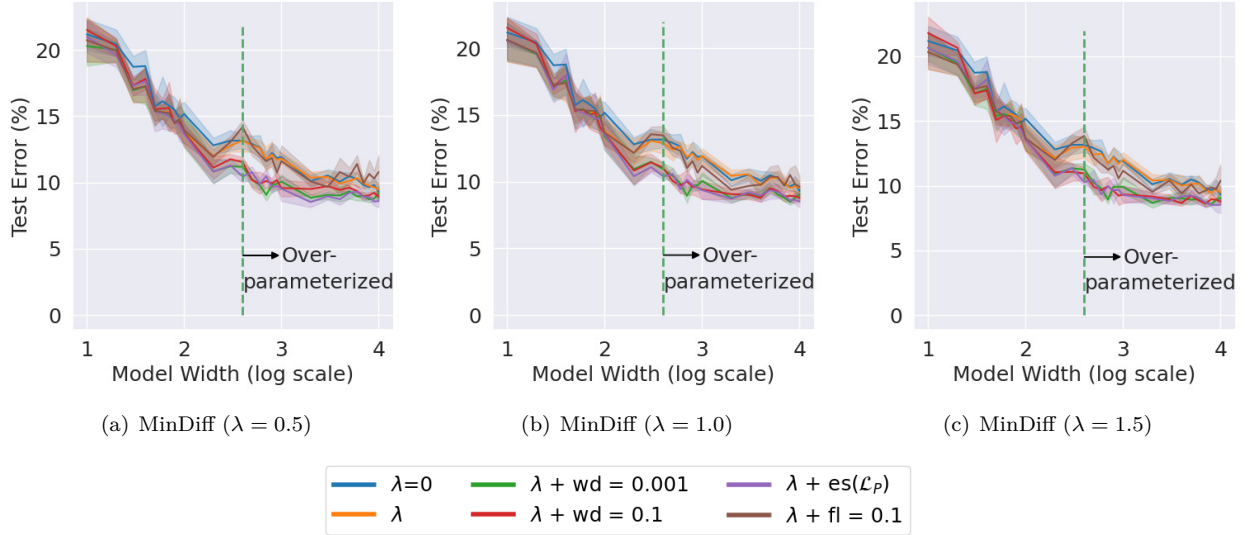 20
15
10
5
0
Test Error (%)
Over-
parameterized
1 2 3 4
Model Width (log scale)
(a) MinDiff (λ = 0.5)
20
15
10
5
0
Test Error (%)
Over-
parameterized
1 2 3 4
Model Width (log scale)
(b) MinDiff (λ = 1.0)
20
15
10
5
0
Test Error (%)
Over-
parameterized
1 2 3 4
Model Width (log scale)
(c) MinDiff (λ = 1.5)
λ=0
λ
λ + wd = 0.001
λ + wd = 0.1
λ + es(ℒ_P)
λ + fl = 0.1